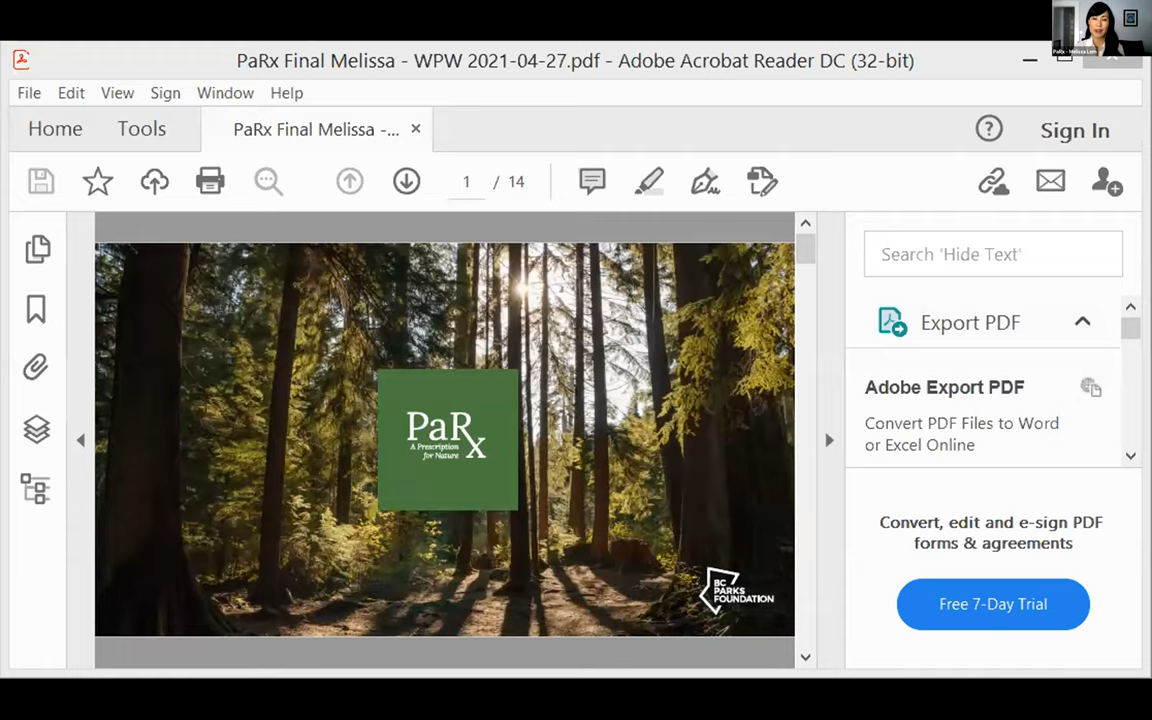 PaRx Final Melissa - WPW 2021-04-27.pdf - Adobe Acrobat Reader DC (32-bit)
File Edit View Sign Window Help
Home Tools PaRx Final Melissa -... ×
? Sign In
1 / 14
Search 'Hide Text'
Export PDF
Adobe Export PDF
Convert PDF Files to Word
or Excel Online
PaRx
A Prescription
for Nature
BC
PARKS
FOUNDATION
Convert, edit and e-sign PDF
forms & agreements
Free 7-Day Trial